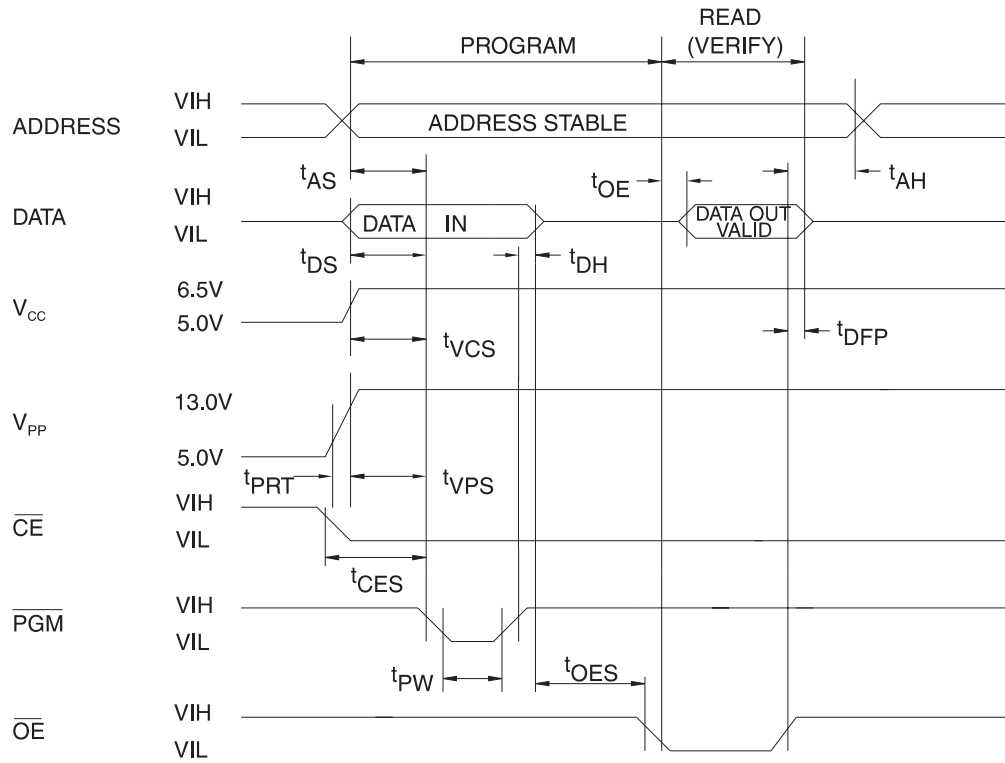 READ
PROGRAM (VERIFY)
ADDRESS VIH VIL ADDRESS STABLE
tAS tOE tAH
DATA VIH VIL DATA IN DATA OUT VALID
tDS tDH
VCC 6.5V 5.0V
tVCS tDFP
VPP 13.0V 5.0V
tPRT tVPS
CE VIH VIL
tCES
PGM VIH VIL
tPW tOES
OE VIH VIL